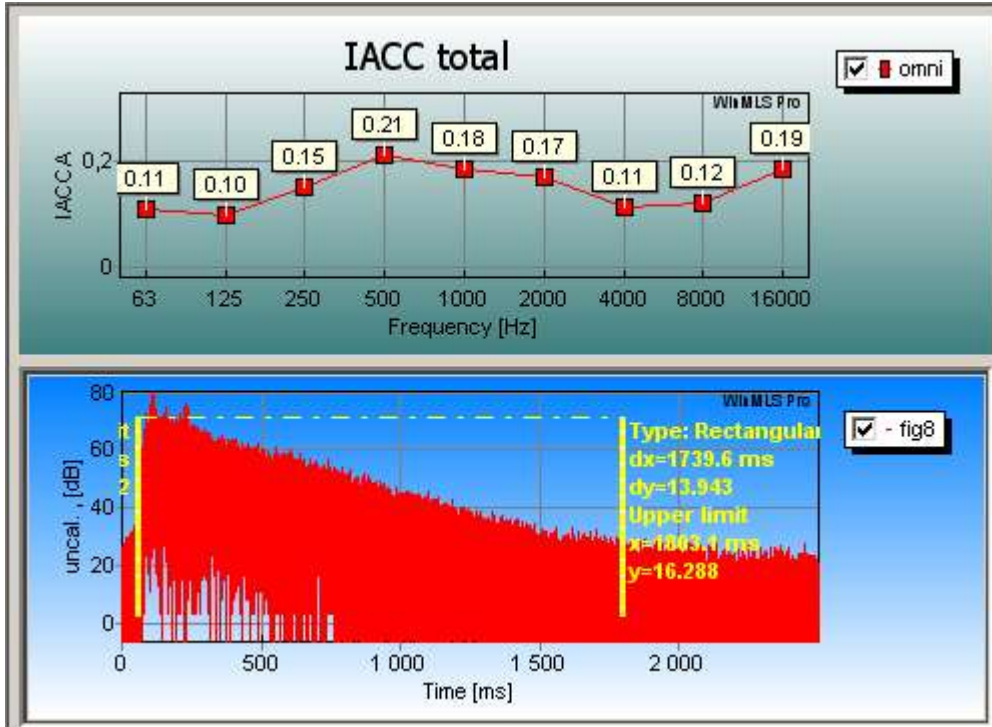 IACC total
omni
WinMLS Pro
0.11
0.10
0.15
0.21
0.18
0.17
0.11
0.12
0.19
IACCA
0,2
0
63 125 250 500 1000 2000 4000 8000 16000
Frequency [Hz]
WinMLS Pro
- fig8
uncal. , [dB]
80
60
40
20
0
t
s
2
Type: Rectangular
dx=1739.6 ms
dy=13.943
Upper limit
x=1803.1 ms
y=16.288
0 500 1 000 1 500 2 000
Time [ms]